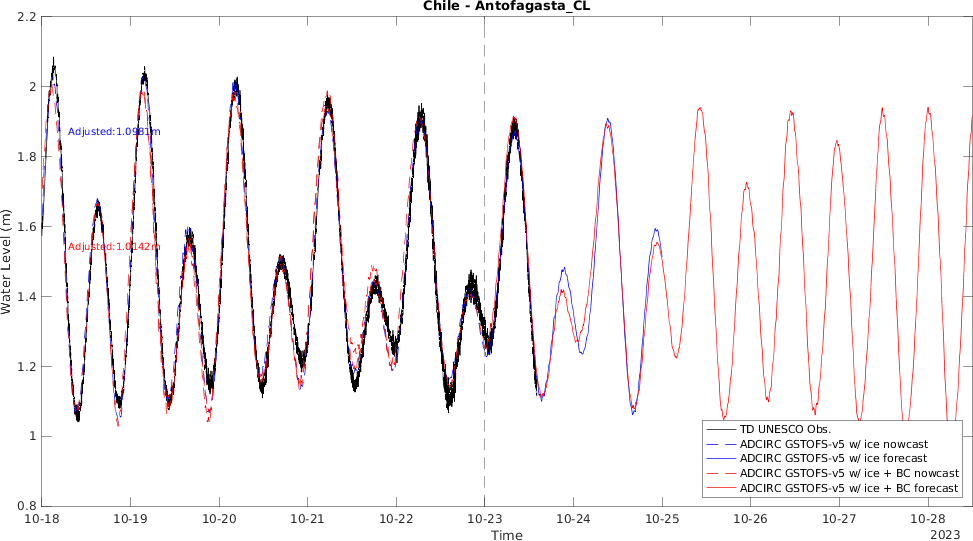 Chile - Antofagasta_CL
2.2
2
1.8
1.6
1.4
1.2
1
0.8
Water Level (m)
Adjusted:1.0981m
Adjusted:1.0142m
TD UNESCO Obs.
ADCIRC GSTOFS-v5 w/ ice nowcast
ADCIRC GSTOFS-v5 w/ ice forecast
ADCIRC GSTOFS-v5 w/ ice + BC nowcast
ADCIRC GSTOFS-v5 w/ ice + BC forecast
10-18 10-19 10-20 10-21 10-22 10-23 10-24 10-25 10-26 10-27 10-28
Time
2023